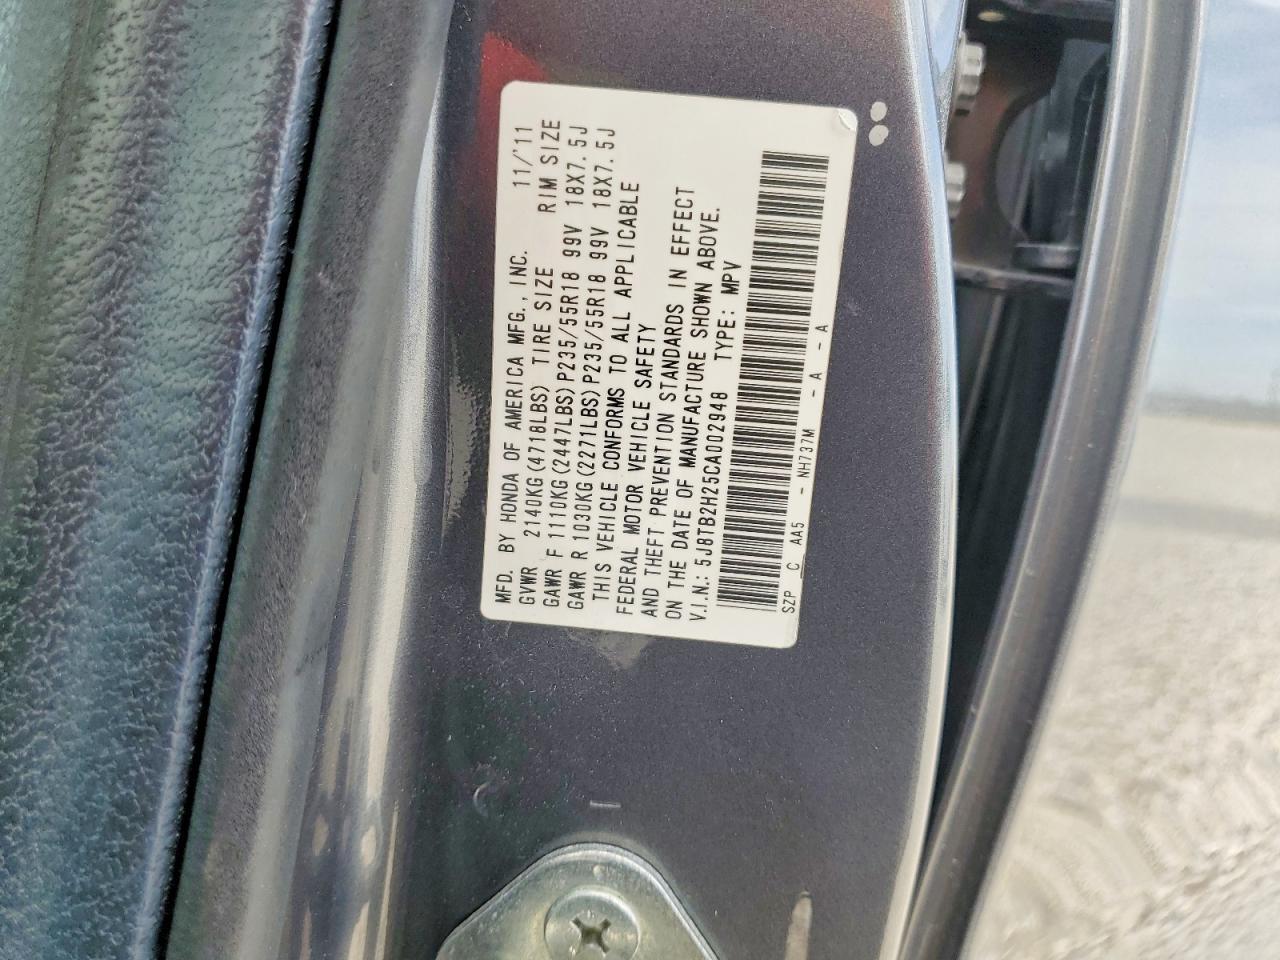 MFD. BY HONDA OF AMERICA MFG., INC. 11/11
GVWR 2140KG(4718LBS) TIRE SIZE RIM SIZE
GAWR F 1110KG(2447LBS)P235/55R18 99V 18X7.5J
GAWR R 1030KG(2271LBS)P235/55R18 99V 18X7.5J
THIS VEHICLE CONFORMS TO ALL APPLICABLE
FEDERAL MOTOR VEHICLE SAFETY
AND THEFT PREVENTION STANDARDS IN EFFECT
ON THE DATE OF MANUFACTURE SHOWN ABOVE.
V.I.N.: 5J8TB2H25CA002948 TYPE: MPV
SZP C AA5 - NH737M - A - A